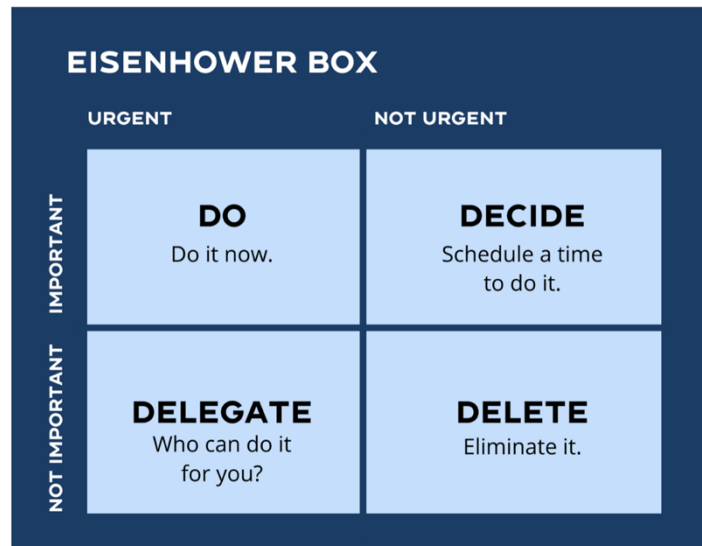 EISENHOWER BOX
URGENT
NOT URGENT
IMPORTANT
DO
Do it now.
DECIDE
Schedule a time
to do it.
NOT IMPORTANT
DELEGATE
Who can do it
for you?
DELETE
Eliminate it.